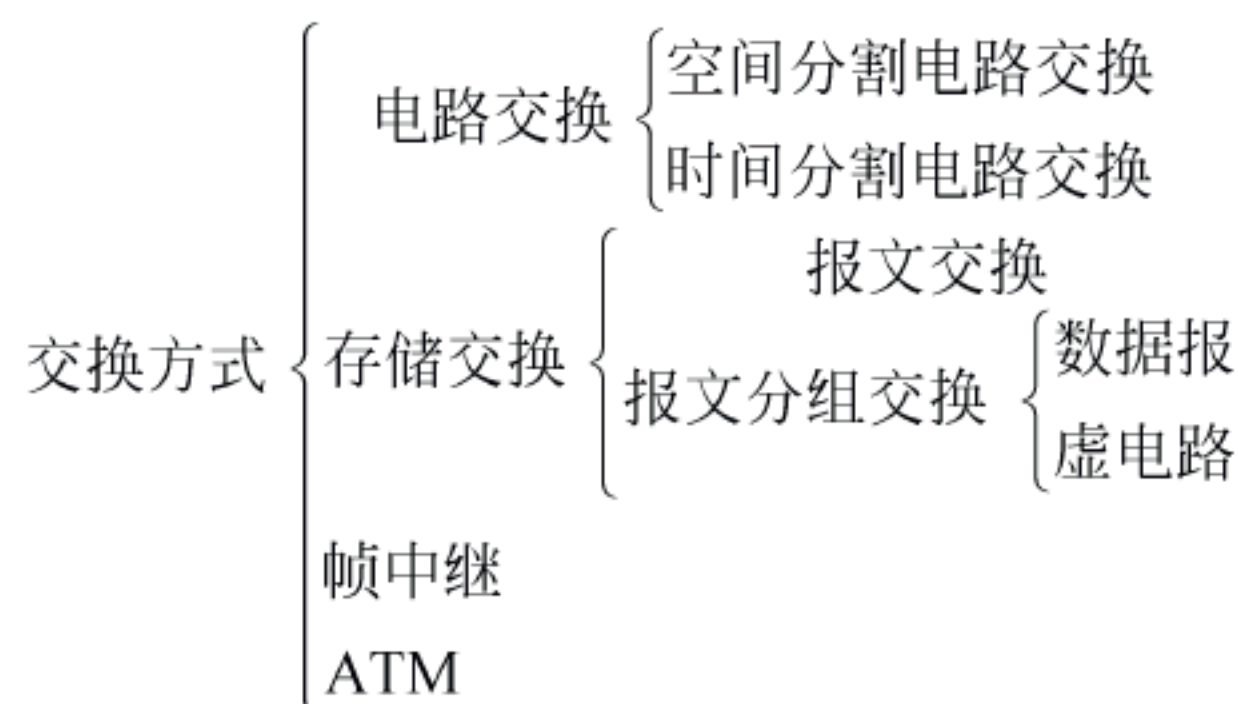 交换方式
电路交换
空间分割电路交换
时间分割电路交换
存储交换
报文交换
报文分组交换
数据报
虚电路
帧中继
ATM